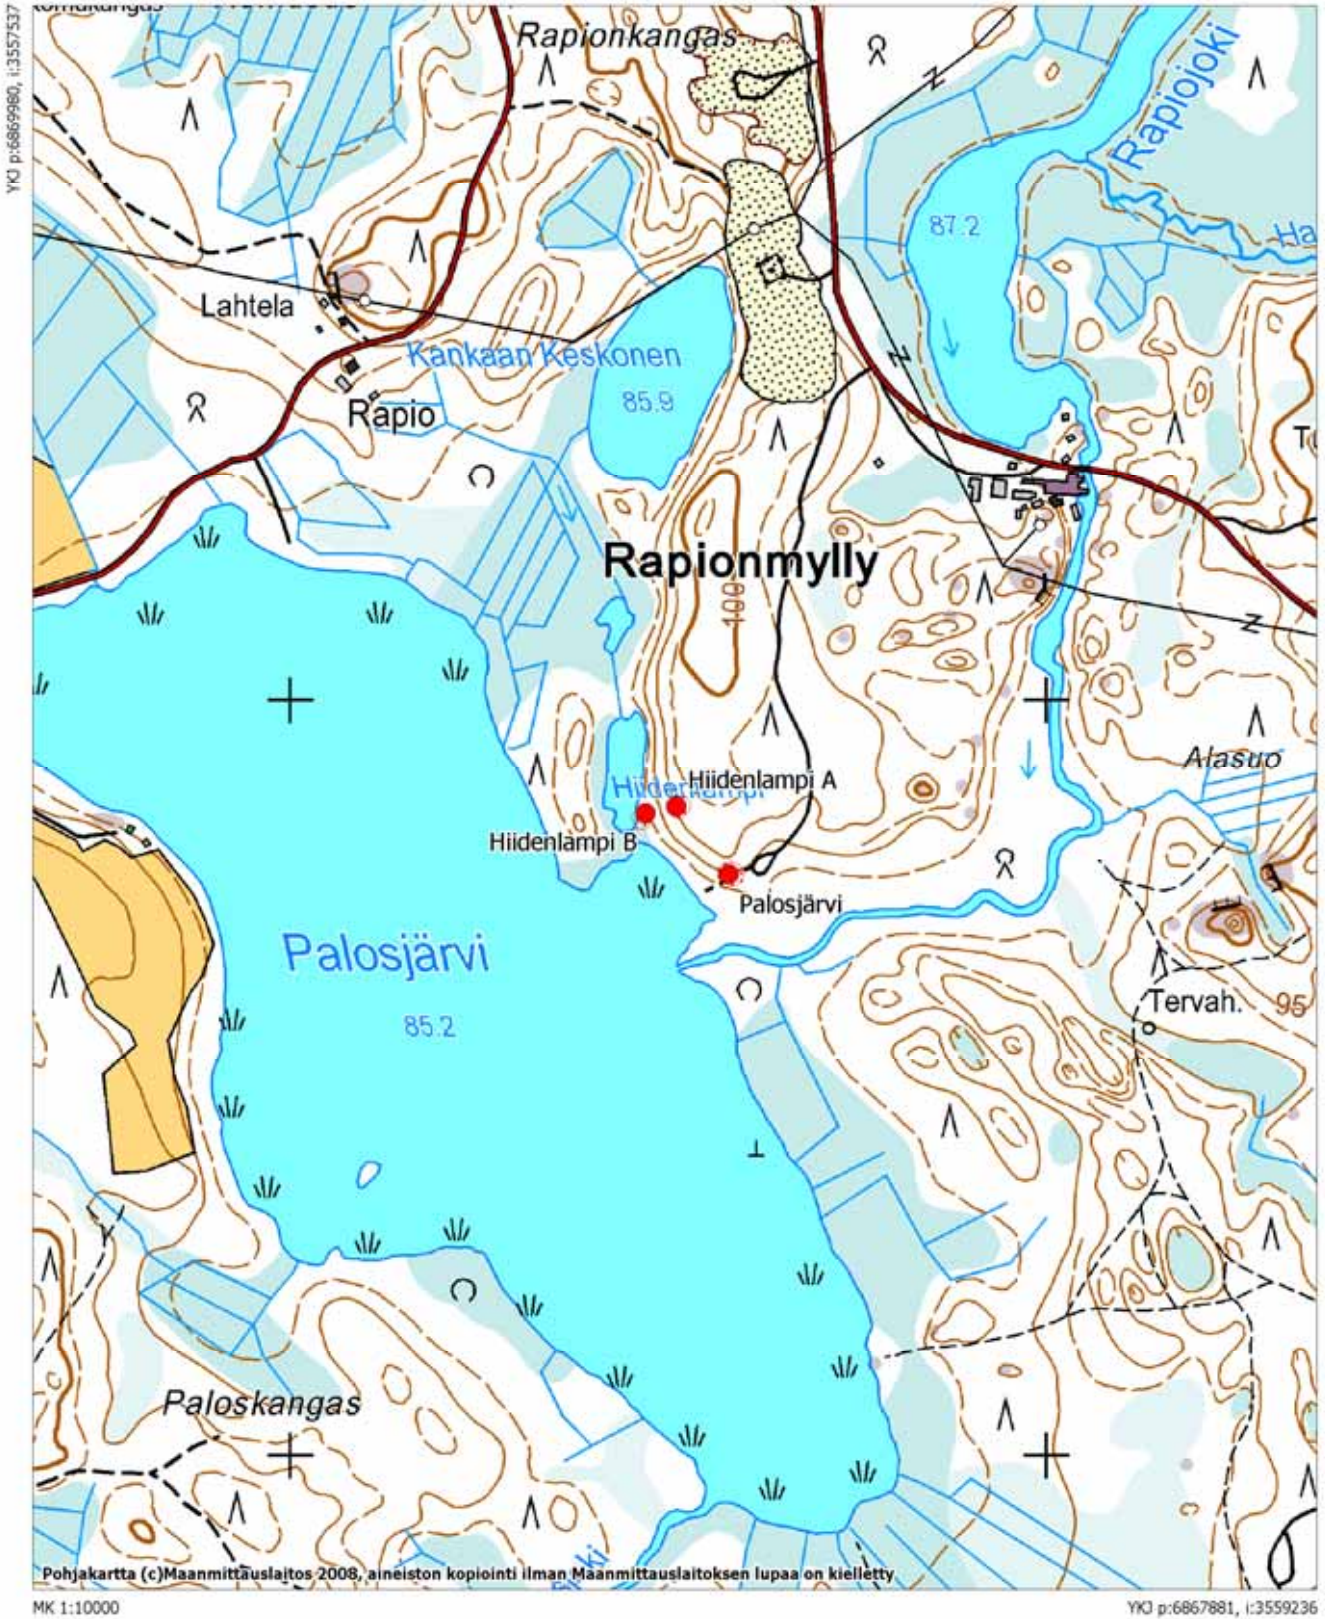 YKJ p:6869980, i:3557537
Rapionkangas
Rapiojoki
87.2
Ha
Lahtela
Kankaan Keskonen
85.9
Rapio
Rapionmylly
100
Alasuo
Hiidenlampi
Hiidenlampi A
Hiidenlampi B
Palosjärvi
Palosjärvi
85.2
Tervah.
95
Paloskangas
Pohjakartta (c)Maanmittauslaitos 2008, aineiston kopiointi ilman Maanmittauslaitoksen lupaa on kielletty
MK 1:10000
YKJ p:6867881, i:3559236